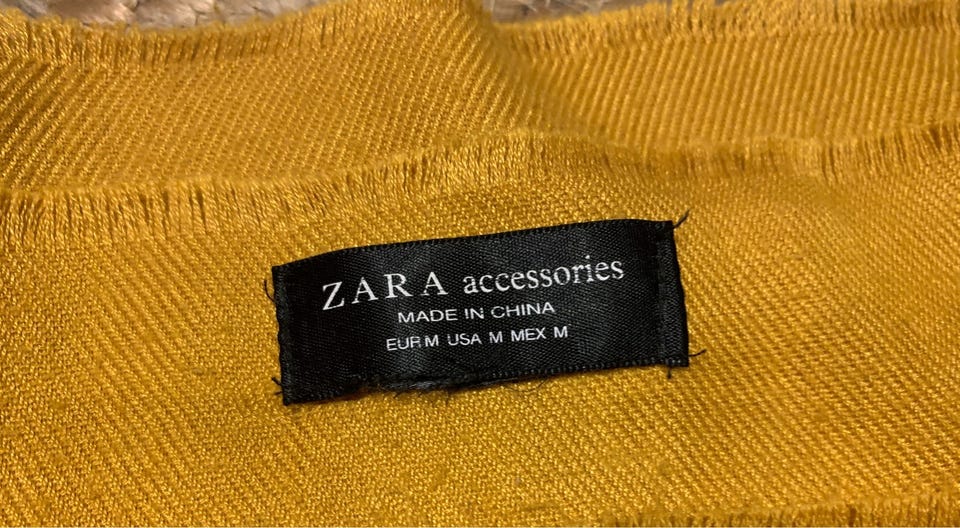 ZARA accessories
MADE IN CHINA
EUR M USA M MEX M